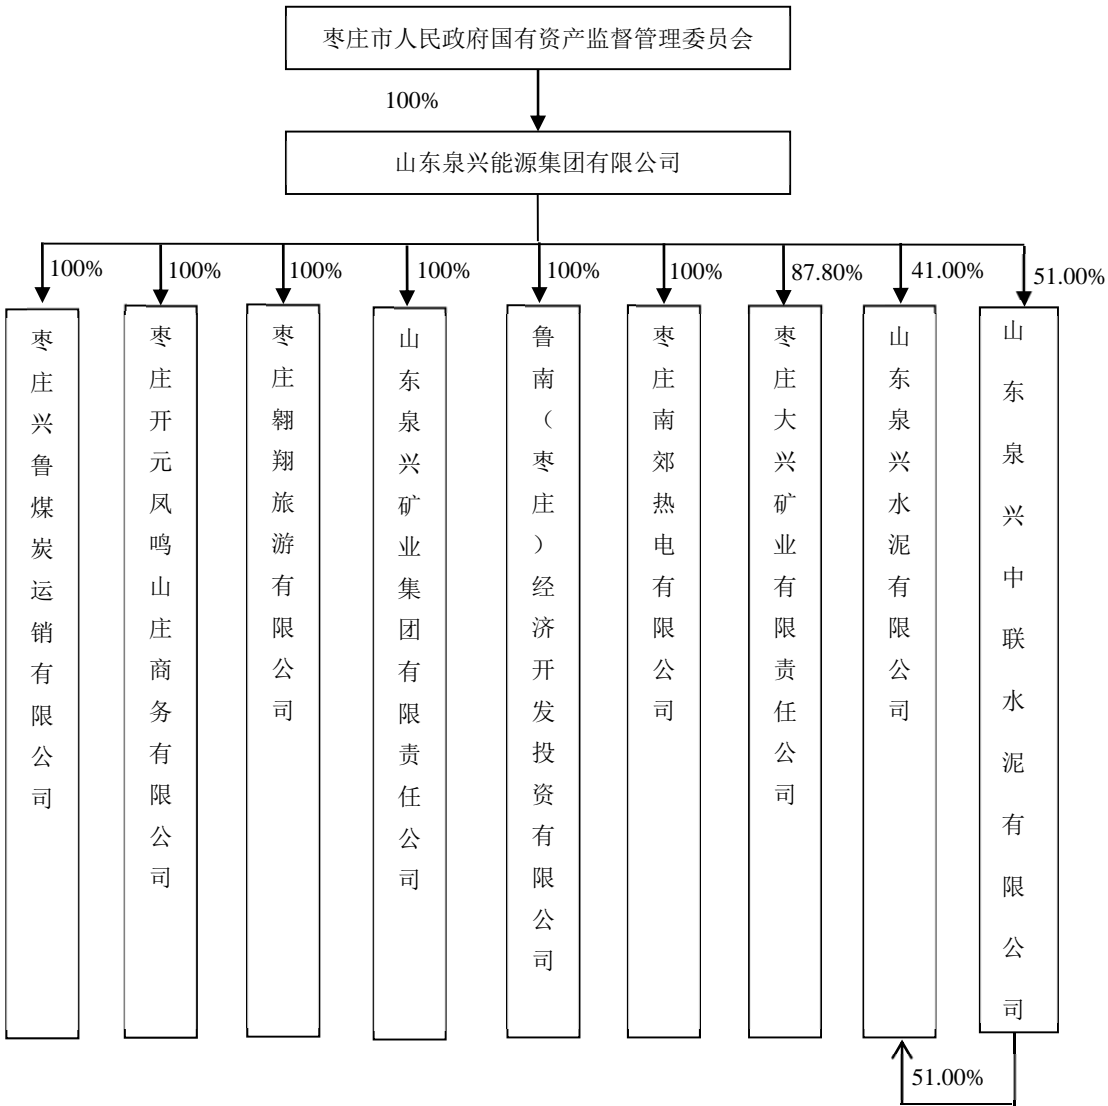 枣庄市人民政府国有资产监督管理委员会
100%
山东泉兴能源集团有限公司
100%
100%
100%
100%
100%
100%
87.80%
41.00%
51.00%
枣庄兴鲁煤炭运销有限公司
枣庄开元凤鸣山庄商务有限公司
枣庄翱翔旅游有限公司
山东泉兴矿业集团有限责任公司
鲁南（枣庄）经济开发投资有限公司
枣庄南郊热电有限公司
枣庄大兴矿业有限责任公司
山东泉兴水泥有限公司
山东泉兴中联水泥有限公司
51.00%